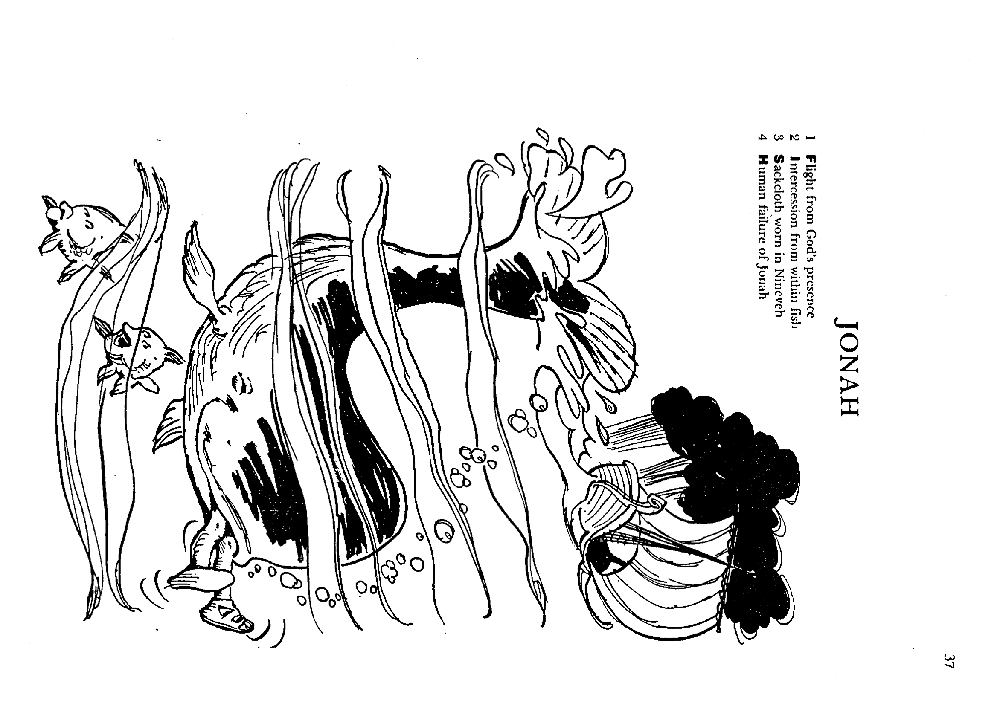 37
JONAH
1 Flight from God's presence
2 Intercession from within fish
3 Sackcloth worn in Nineveh
4 Human failure of Jonah